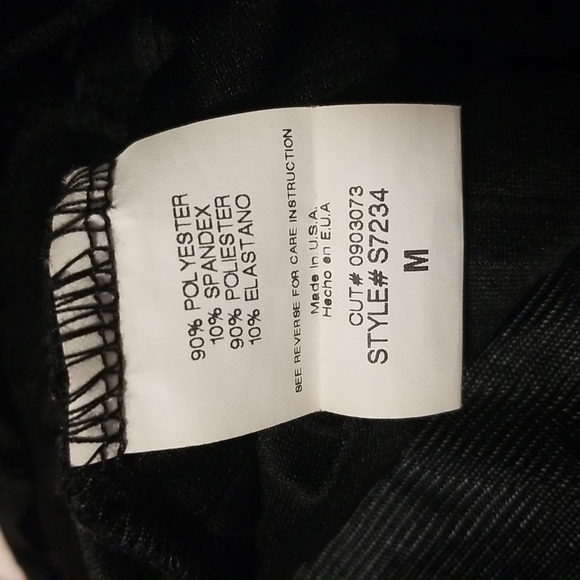 90% POLYESTER
10% SPANDEX
90% POLIESTER
10% ELASTANO
SEE REVERSE FOR CARE INSTRUCTION
Made In U.S.A.
Hecho en E.U.A
CUT# 0903073
STYLE# S7234
M